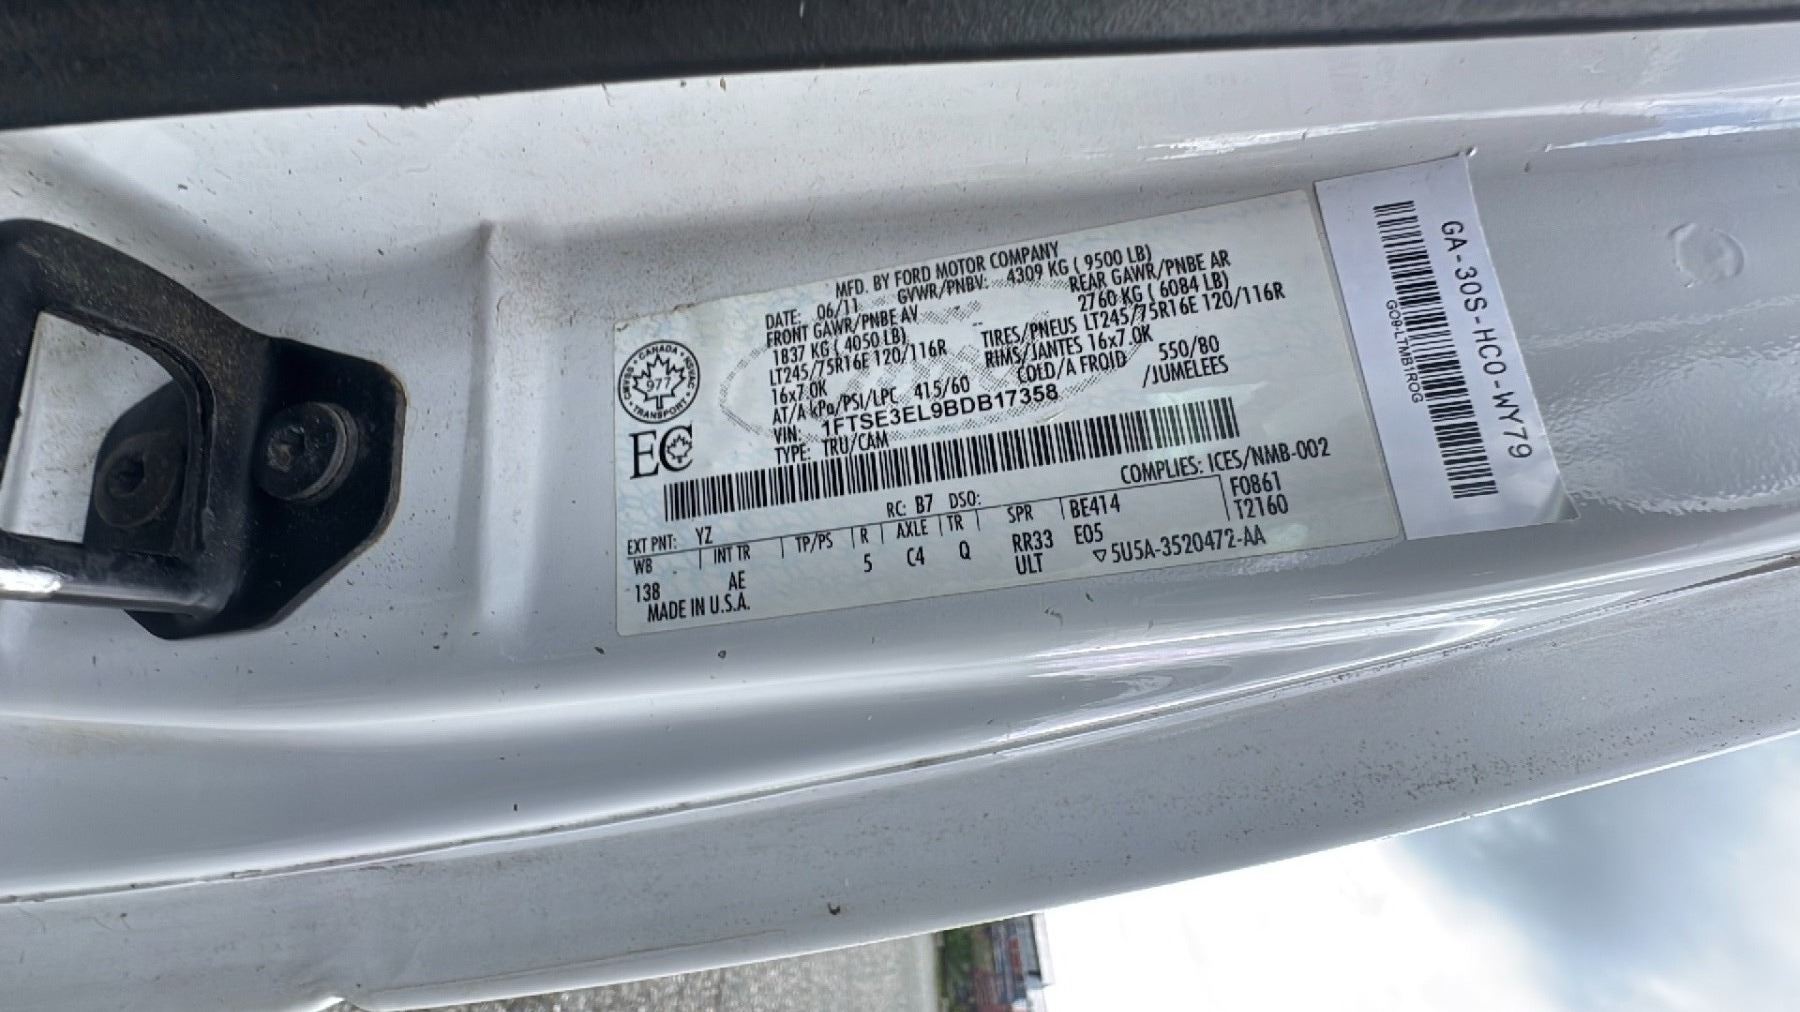 MFD. BY FORD MOTOR COMPANY
DATE: 06/11 GVWR/PNBV: 4309 KG ( 9500 LB)
FRONT GAWR/PNBE AV REAR GAWR/PNBE AR
1837 KG ( 4050 LB) 2760 KG ( 6084 LB)
LT245/75R16E 120/116R TIRES/PNEUS LT245/75R16E 120/116R
16x7.0K RIMS/JANTES 16x7.0K
AT/A kPa/PSI/LPC 415/60 COLD/A FROID 550/80
VIN: 1FTSE3EL9BDB17358 /JUMELEES
TYPE: TRU/CAM
CANADA
977
TRANSPORT
EC
COMPLIES: ICES/NMB-002
EXT PNT: YZ RC: B7 DSO: F0861
WB INT TR TP/PS R AXLE TR SPR BE414 T2160
138 AE 5 C4 Q RR33 E05
MADE IN U.S.A. ULT 5U5A-3520472-AA
GA-30S-HC0-WY79